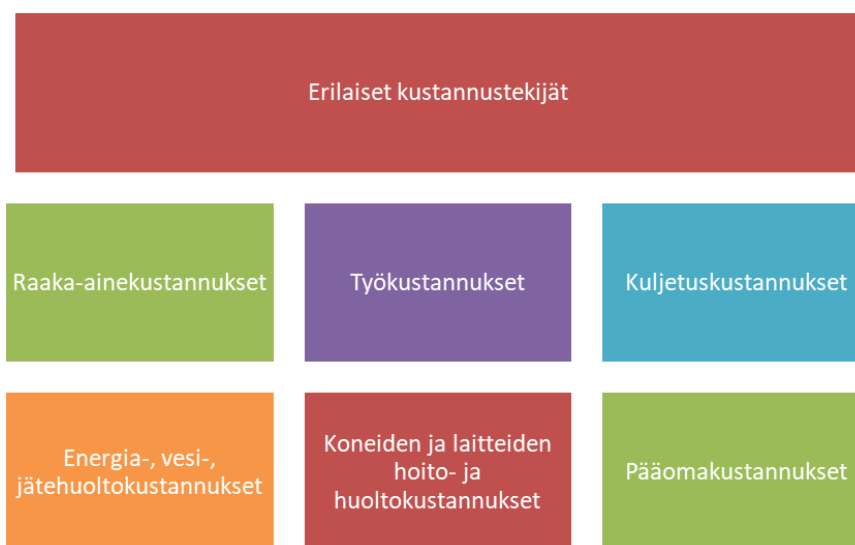 Erilaiset kustannustekijät
Raaka-ainekustannukset
Työkustannukset
Kuljetuskustannukset
Energia-, vesi-,
jätehuoltokustannukset
Koneiden ja laitteiden
hoito- ja
huoltokustannukset
Pääomakustannukset